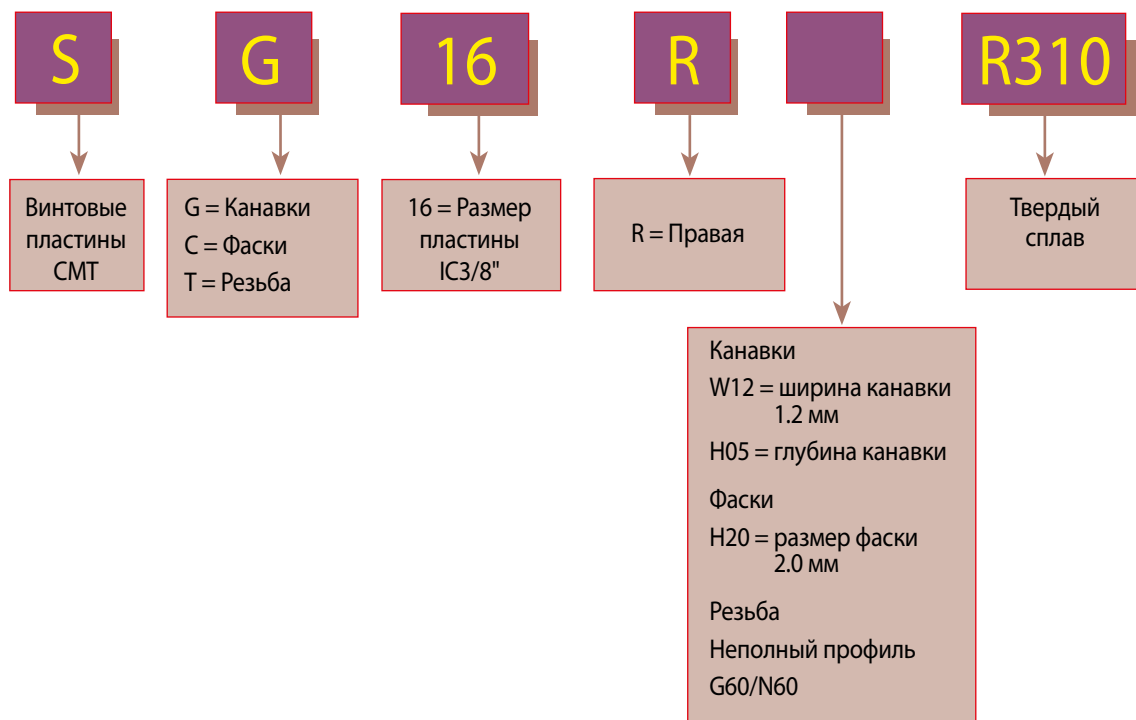 S
G
16
R
R310
Винтовые
пластины
СМТ
G = Канавки
C = Фаски
T = Резьба
16 = Размер
пластины
IC3/8"
R = Правая
Твердый
сплав
Канавки
W12 = ширина канавки
1.2 мм
H05 = глубина канавки
Фаски
H20 = размер фаски
2.0 мм
Резьба
Неполный профиль
G60/N60